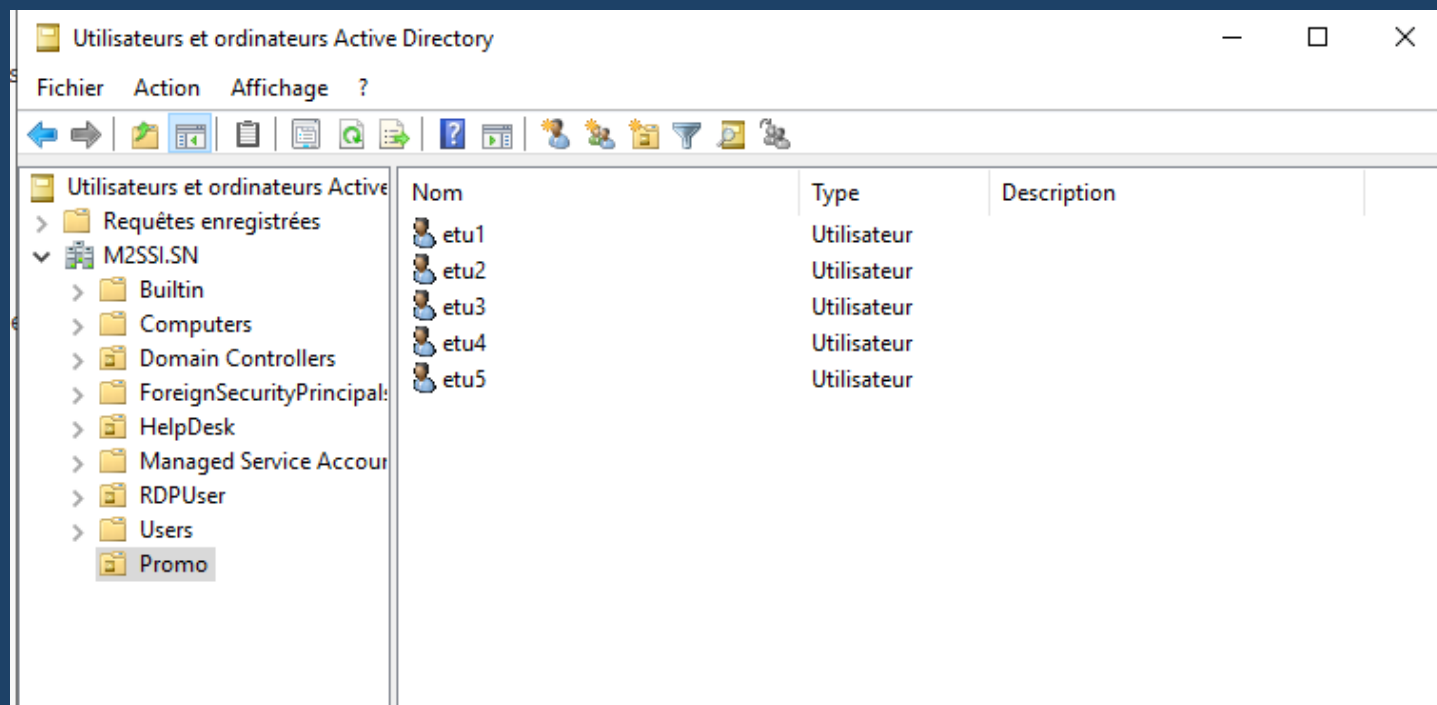 Utilisateurs et ordinateurs Active Directory
Fichier Action Affichage ?
Utilisateurs et ordinateurs Active
Requêtes enregistrées
M2SSI.SN
Builtin
Computers
Domain Controllers
ForeignSecurityPrincipals
HelpDesk
Managed Service Accour
RDPUser
Users
Promo
Nom Type Description
etu1 Utilisateur
etu2 Utilisateur
etu3 Utilisateur
etu4 Utilisateur
etu5 Utilisateur